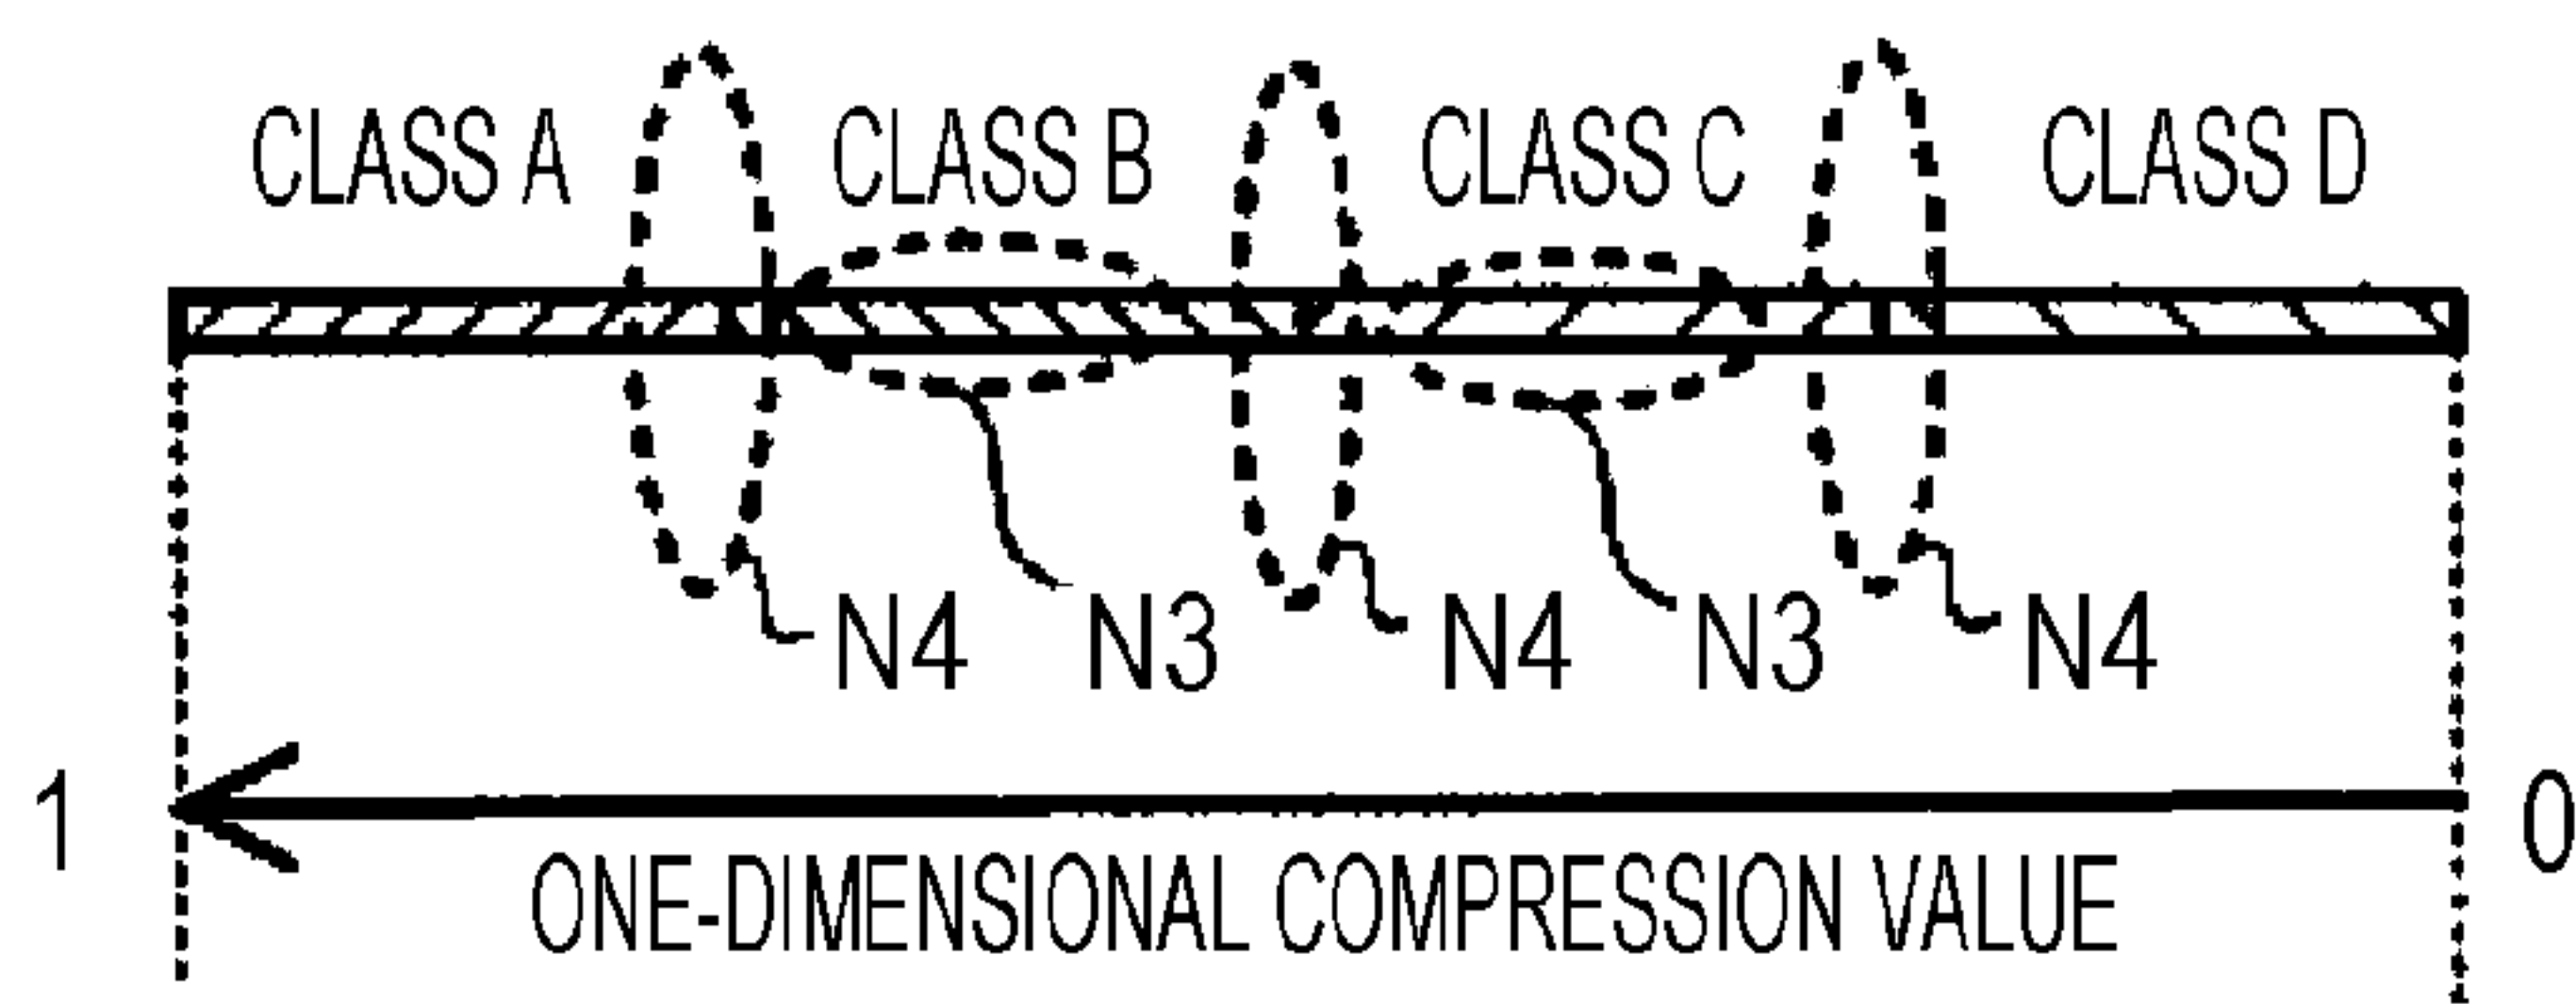 CLASS A CLASS B CLASS C CLASS D
N4 N3 N4 N3 N4
1 0
ONE-DIMENSIONAL COMPRESSION VALUE